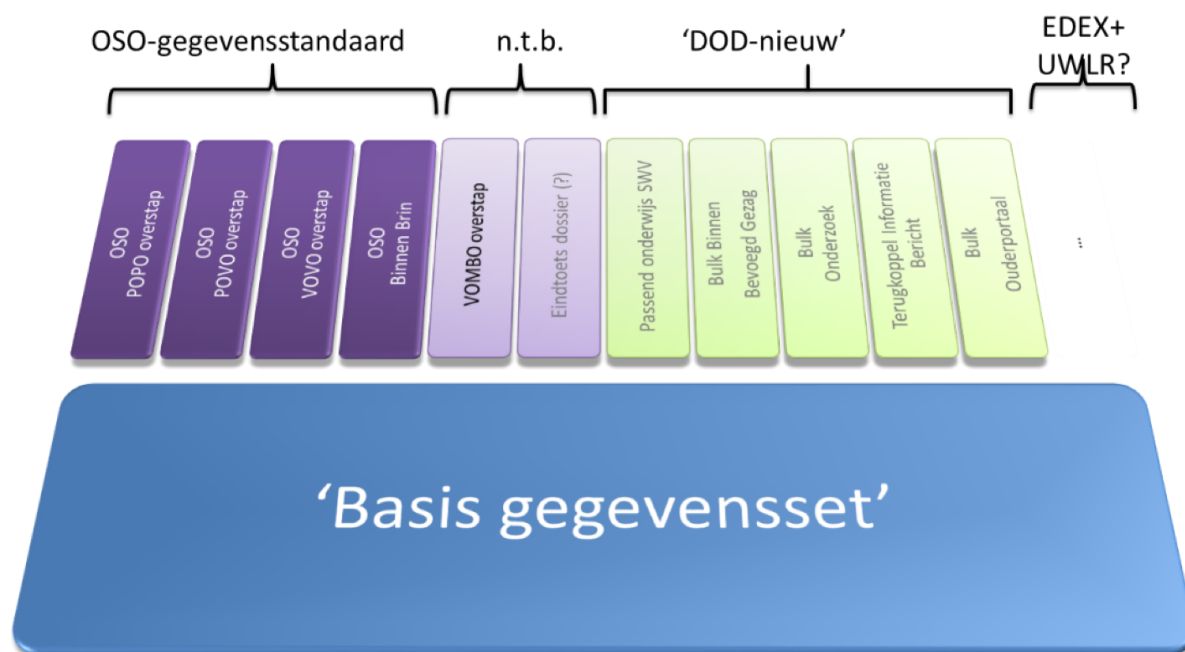 OSO-gegevensstandaard
n.t.b.
‘DOD-nieuw’
EDEX+
UWLR?
OSO
POPO overstap
OSO
POVO overstap
OSO
VOVO overstap
OSO
Binnen Brin
VOMBO overstap
Eindtoets dossier (?)
Passend onderwijs SWV
Bulk Binnen
Bevoegd Gezag
Bulk
Onderzoek
Terugkoppel Informatie
Bericht
Bulk
Ouderportaal
...
‘Basis gegevensset’